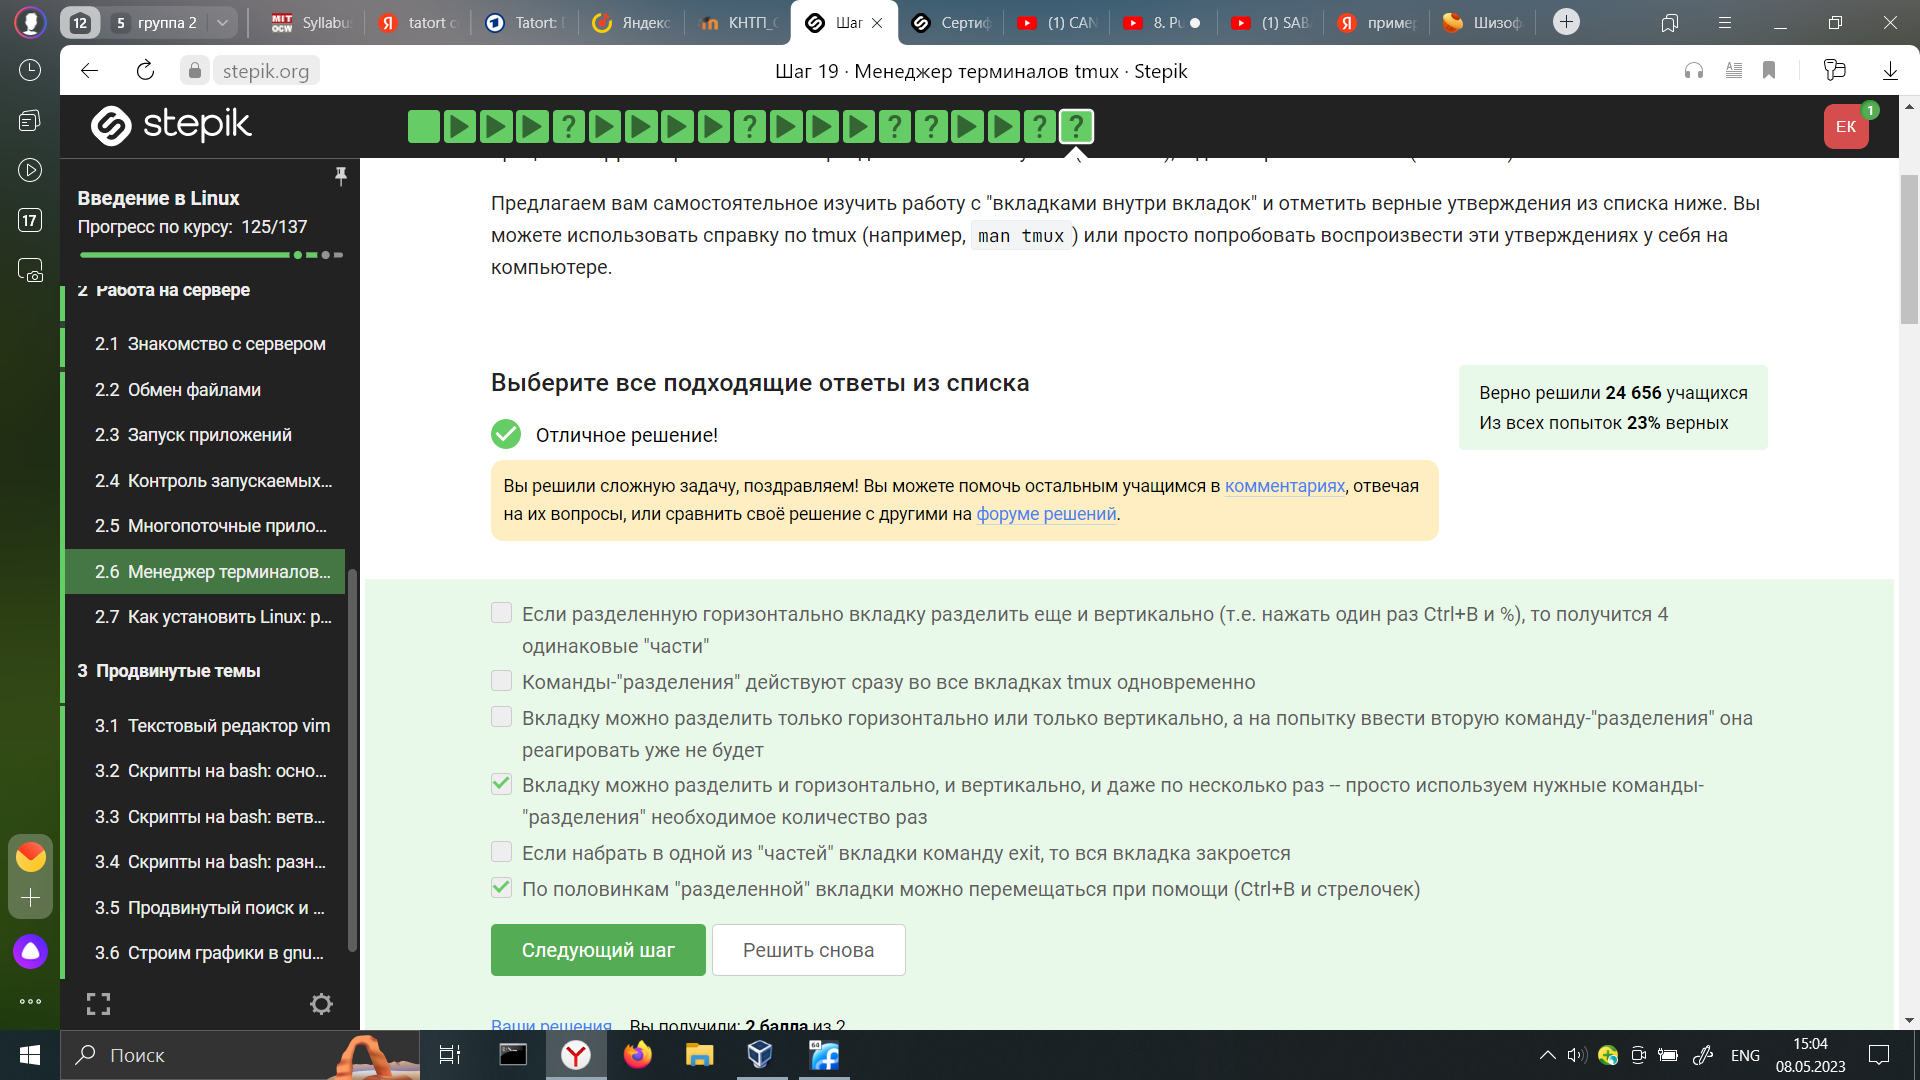 12
5 группа 2
Syllabu
tatort c
Tatort:
Яндекс
КНТП_
Шаг
Сертиф
(1) CAN
8. Pu
(1) SAB
пример
Шизоф
stepik.org
Шаг 19 · Менеджер терминалов tmux · Stepik
17
stepik
EK
1
Введение в Linux
Прогресс по курсу: 125/137
2 Работа на сервере
2.1 Знакомство с сервером
2.2 Обмен файлами
2.3 Запуск приложений
2.4 Контроль запускаемых...
2.5 Многопоточные прило...
2.6 Менеджер терминалов...
2.7 Как установить Linux: р...
3 Продвинутые темы
3.1 Текстовый редактор vim
3.2 Скрипты на bash: осно...
3.3 Скрипты на bash: ветв...
3.4 Скрипты на bash: разн...
3.5 Продвинутый поиск и ...
3.6 Строим графики в gnu...
Предлагаем вам самостоятельное изучить работу с "вкладками внутри вкладок" и отметить верные утверждения из списка ниже. Вы
можете использовать справку по tmux (например, man tmux ) или просто попробовать воспроизвести эти утверждениях у себя на
компьютере.
Выберите все подходящие ответы из списка
Верно решили 24 656 учащихся
Из всех попыток 23% верных
Отличное решение!
Вы решили сложную задачу, поздравляем! Вы можете помочь остальным учащимся в комментариях, отвечая
на их вопросы, или сравнить своё решение с другими на форуме решений.
Если разделенную горизонтально вкладку разделить еще и вертикально (т.е. нажать один раз Ctrl+B и %), то получится 4
одинаковые "части"
Команды-"разделения" действуют сразу во все вкладках tmux одновременно
Вкладку можно разделить только горизонтально или только вертикально, а на попытку ввести вторую команду-"разделения" она
реагировать уже не будет
Вкладку можно разделить и горизонтально, и вертикально, и даже по несколько раз -- просто используем нужные команды-
"разделения" необходимое количество раз
Если набрать в одной из "частей" вкладки команду exit, то вся вкладка закроется
По половинкам "разделенной" вкладки можно перемещаться при помощи (Ctrl+B и стрелочек)
Следующий шаг
Решить снова
Ваши решения Вы получили: 2 балла из 2
Поиск
ENG
15:04
08.05.2023